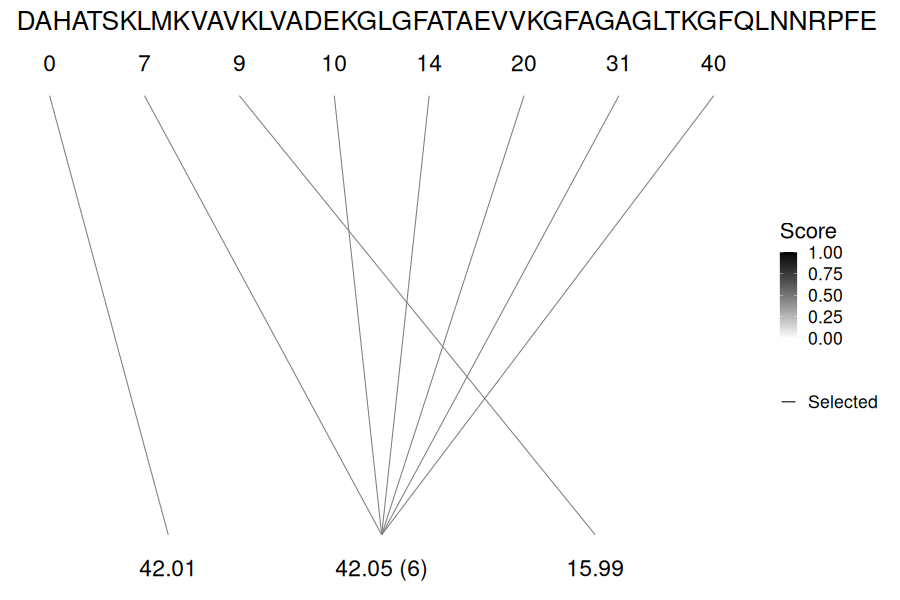 DAHATSKLMKVAVKLVADEKGLGFATAEVVKGFAGAGLTKGFQLNNRPFE
0 7 9 10 14 20 31 40
Score
1.00
0.75
0.50
0.25
0.00
Selected
42.01 42.05 (6) 15.99